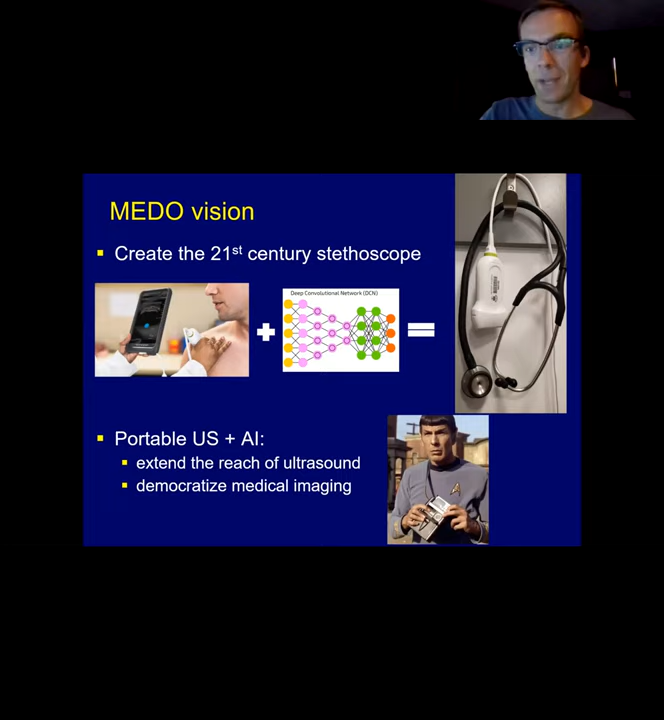 MEDO vision
Create the 21st century stethoscope
Deep Convolutional Network (DCN)
Portable US + AI:
extend the reach of ultrasound
democratize medical imaging